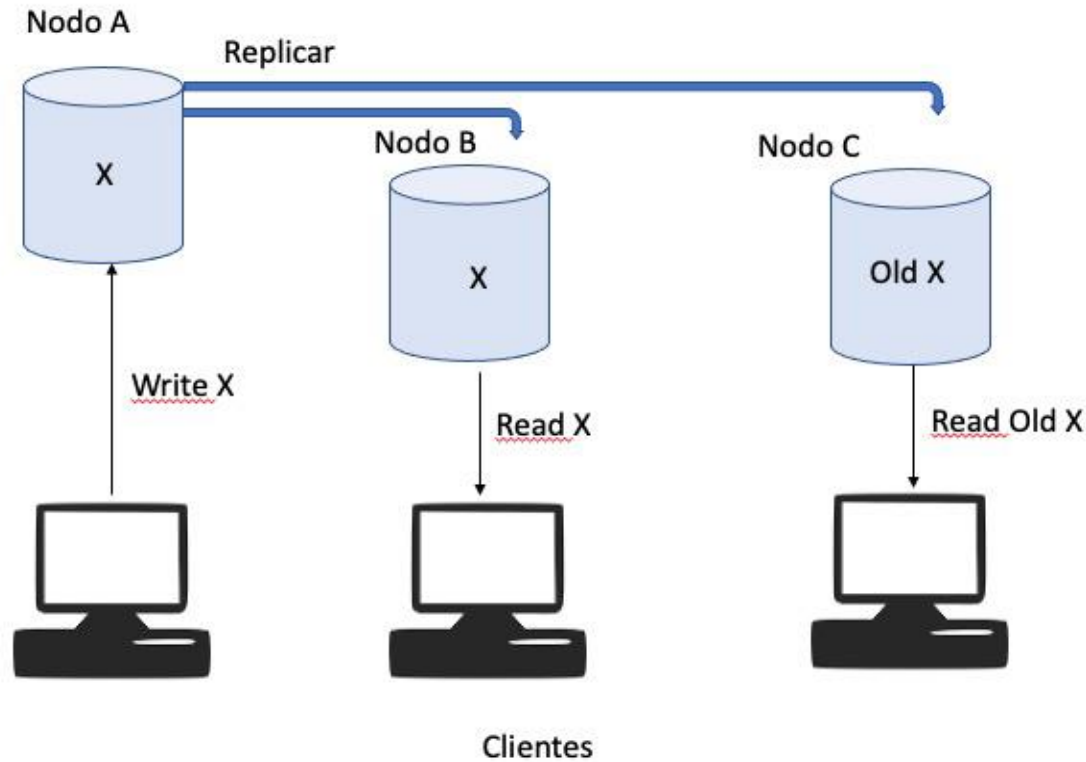 Nodo A
Replicar
Nodo B
Nodo C
X
X
Old X
Write X
Read X
Read Old X
Clientes